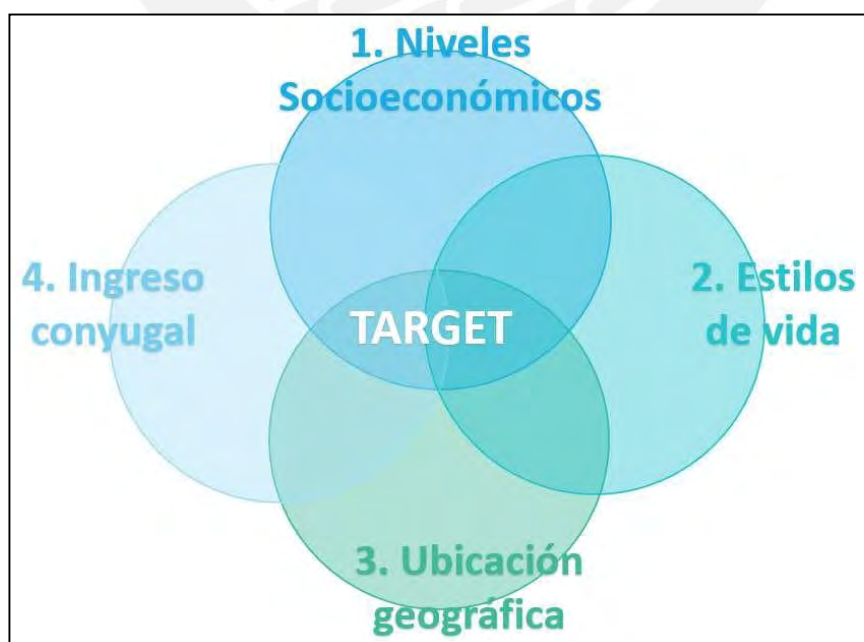 1. Niveles
Socioeconómicos
4. Ingreso
conyugal
TARGET
2. Estilos
de vida
3. Ubicación
geográfica